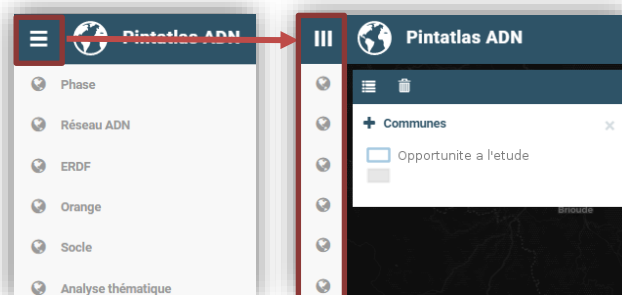 Pintatlas ADN
Phase
Réseau ADN
ERDF
Orange
Socle
Analyse thématique
Pintatlas ADN
Communes
Opportunite a l'etude
Brioude